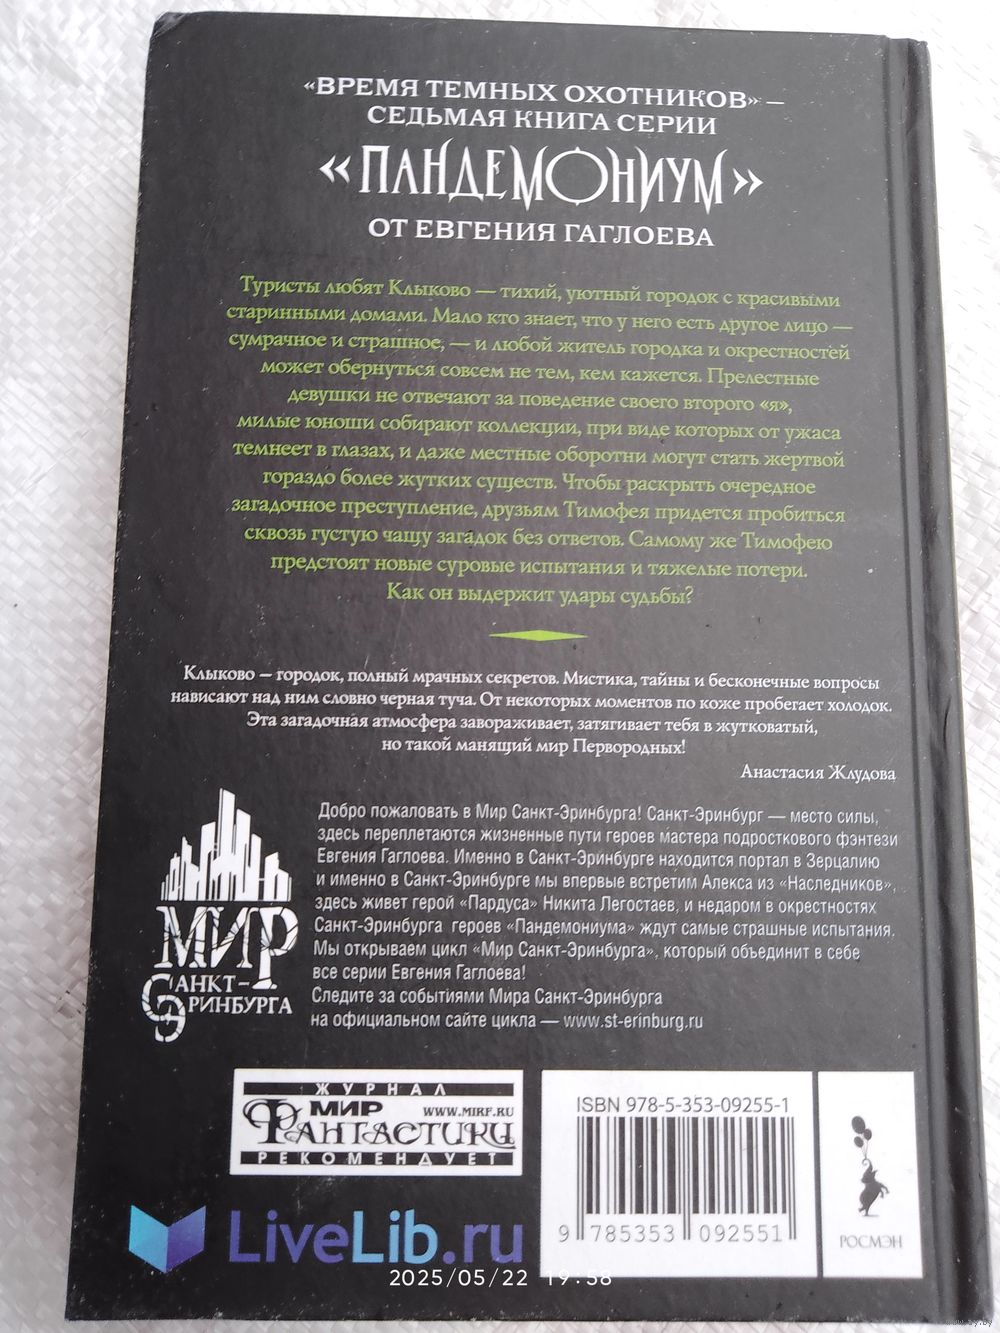 «ВРЕМЯ ТЕМНЫХ ОХОТНИКОВ» –
СЕДЬМАЯ КНИГА СЕРИИ
«ПАНДЕМОНИУМ»
ОТ ЕВГЕНИЯ ГАГЛОЕВА
Туристы любят Клыково — тихий, уютный городок с красивыми
старинными домами. Мало кто знает, что у него есть другое лицо —
сумрачное и страшное, — и любой житель городка и окрестностей
может обернуться совсем не тем, кем кажется. Прелестные
девушки не отвечают за поведение своего второго «я»,
милые юноши собирают коллекции, при виде которых от ужаса
темнеет в глазах, и даже местные оборотни могут стать жертвой
гораздо более жутких существ. Чтобы раскрыть очередное
загадочное преступление, друзьям Тимофея придется пробиться
сквозь густую чащу загадок без ответов. Самому же Тимофею
предстоят новые суровые испытания и тяжелые потери.
Как он выдержит удары судьбы?
Клыково – городок, полный мрачных секретов. Мистика, тайны и бесконечные вопросы
нависают над ним словно черная туча. От некоторых моментов по коже пробегает холодок.
Эта загадочная атмосфера завораживает, затягивает тебя в жутковатый,
но такой манящий мир Первородных!
Анастасия Жлудова
МИР
САНКТ-
ЭРИНБУРГА
Добро пожаловать в Мир Санкт-Эринбурга! Санкт-Эринбург — место силы,
здесь переплетаются жизненные пути героев мастера подросткового фэнтези
Евгения Гаглоева. Именно в Санкт-Эринбурге находится портал в Зерцалию
и именно в Санкт-Эринбурге мы впервые встретим Алекса из «Наследников»,
здесь живет герой «Пардуса» Никита Легостаев, и недаром в окрестностях
Санкт-Эринбурга героев «Пандемониума» ждут самые страшные испытания.
Мы открываем цикл «Мир Санкт-Эринбурга», который объединит в себе
все серии Евгения Гаглоева!
Следите за событиями Мира Санкт-Эринбурга
на официальном сайте цикла — www.st-erinburg.ru
ЖУРНАЛ
МИР WWW.MIRF.RU
ФАНТАСТИКИ
РЕКОМЕНДУЕТ
LiveLib.ru
ISBN 978-5-353-09255-1
9 785353 092551
РОСМЭН
2025/05/22 19:58